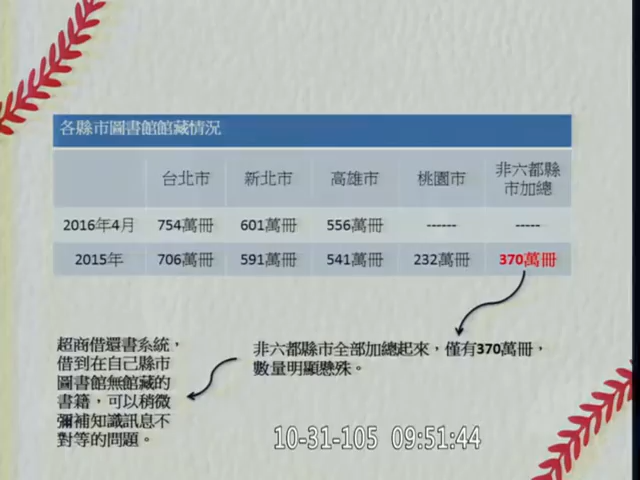 各縣市圖書館館藏情況
台北市 新北市 高雄市 桃園市 非六都縣
市加總
2016年4月 754萬冊 601萬冊 556萬冊 ------ -----
2015年 706萬冊 591萬冊 541萬冊 232萬冊 370萬冊
非六都縣市全部加總起來，僅有370萬冊，
數量明顯懸殊。
超商借還書系統，
借到在自己縣市
圖書館無館藏的
書籍，可以稍微
彌補知識訊息不
對等的問題。
10-31-105 09:51:44